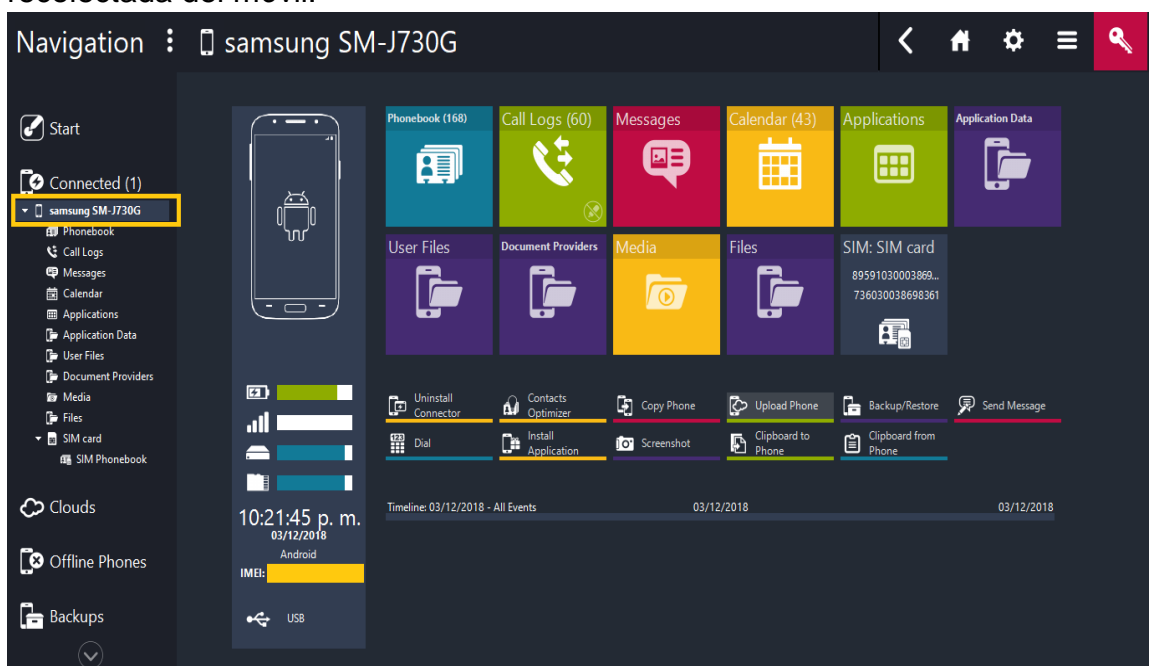 recolectada del móvil.
Navigation
samsung SM-J730G
Start
Connected (1)
samsung SM-J730G
Phonebook
Call Logs
Messages
Calendar
Applications
Application Data
User Files
Document Providers
Media
Files
SIM card
SIM Phonebook
Clouds
Offline Phones
Backups
10:21:45 p. m.
03/12/2018
Android
IMEI:
USB
Phonebook (168)
Call Logs (60)
Messages
Calendar (43)
Applications
Application Data
User Files
Document Providers
Media
Files
SIM: SIM card
89591030003869...
736030038698361
Uninstall
Connector
Contacts
Optimizer
Copy Phone
Upload Phone
Backup/Restore
Send Message
123
Dial
Install
Application
Screenshot
Clipboard to
Phone
Clipboard from
Phone
Timeline: 03/12/2018 - All Events
03/12/2018
03/12/2018